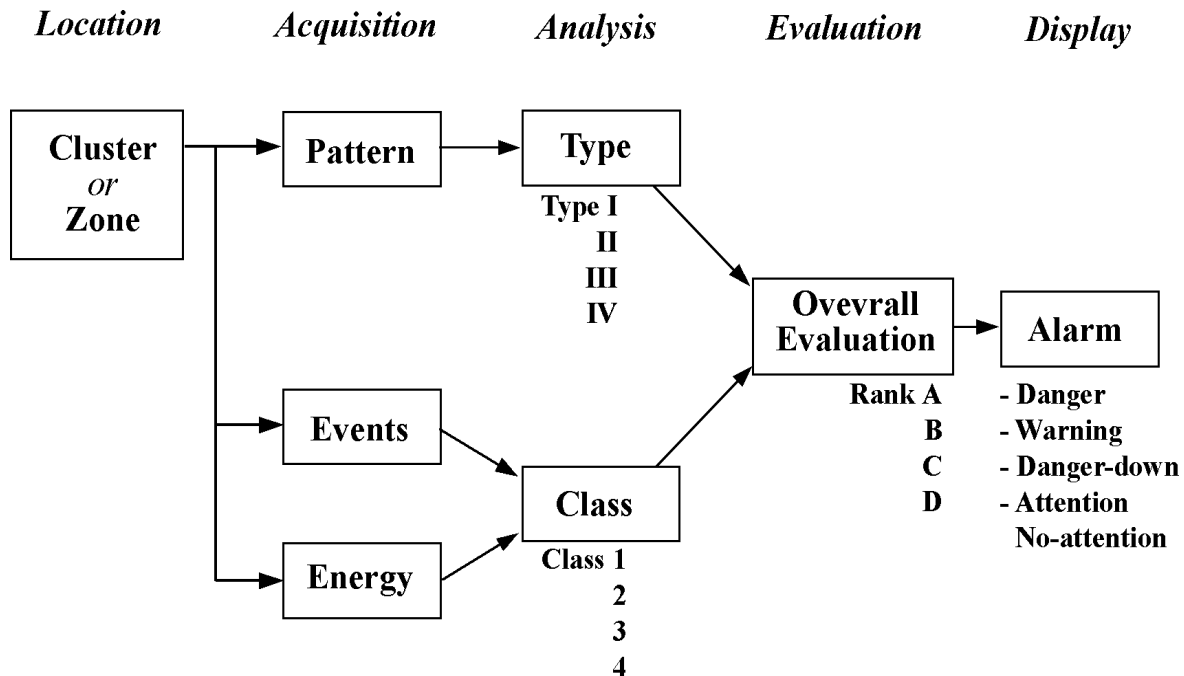 Location Acquisition Analysis Evaluation Display
Cluster
or
Zone
Pattern
Type
Type I
II
III
IV
Events
Energy
Class
Class 1
2
3
4
Ovevrall
Evaluation
Rank A
B
C
D
Alarm
- Danger
- Warning
- Danger-down
- Attention
No-attention